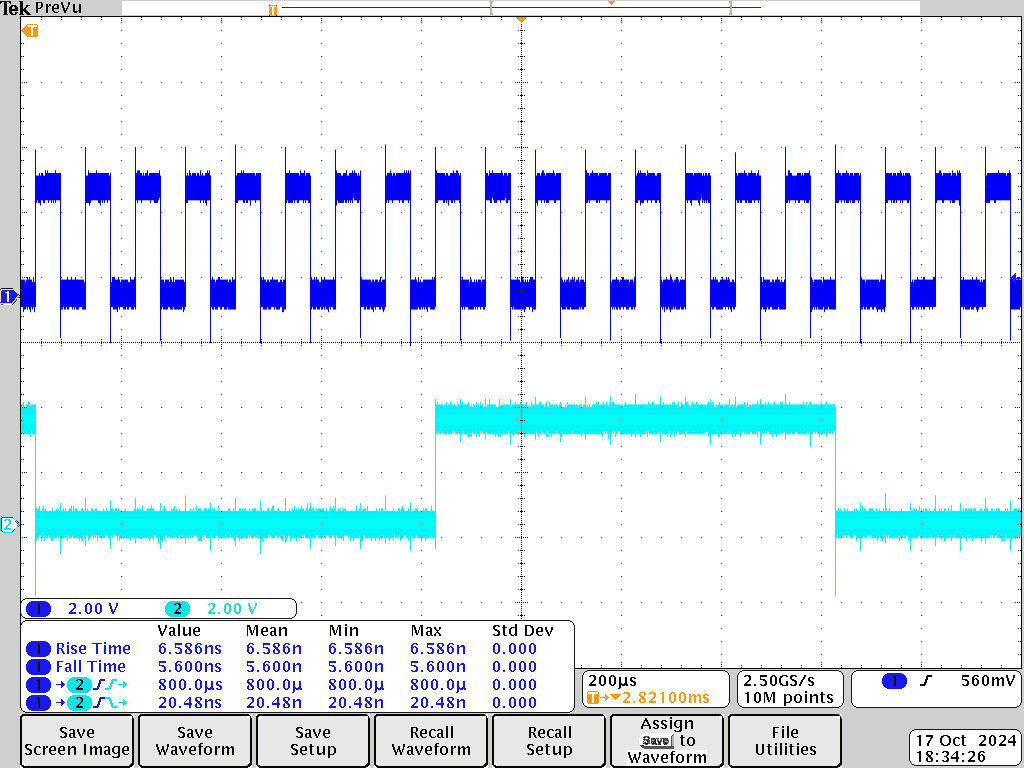 Tek PreVu
T
T
1
2
1 2.00 V 2 2.00 V
Value Mean Min Max Std Dev
1 Rise Time 6.586ns 6.586n 6.586n 6.586n 0.000
1 Fall Time 5.600ns 5.600n 5.600n 5.600n 0.000
1 → 2 800.0µs 800.0µ 800.0µ 800.0µ 0.000
1 → 2 20.48ns 20.48n 20.48n 20.48n 0.000
200µs
T→▼2.82100ms
2.50GS/s
10M points
1 560mV
Save
Screen Image
Save
Waveform
Save
Setup
Recall
Waveform
Recall
Setup
Assign
Save to
Waveform
File
Utilities
17 Oct 2024
18:34:26